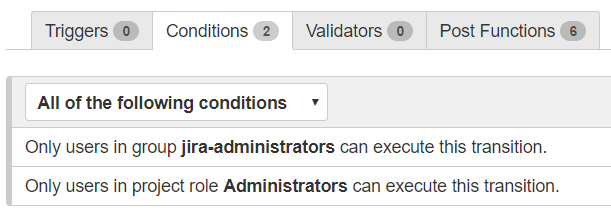 Triggers 0 Conditions 2 Validators 0 Post Functions 6
All of the following conditions
Only users in group jira-administrators can execute this transition.
Only users in project role Administrators can execute this transition.